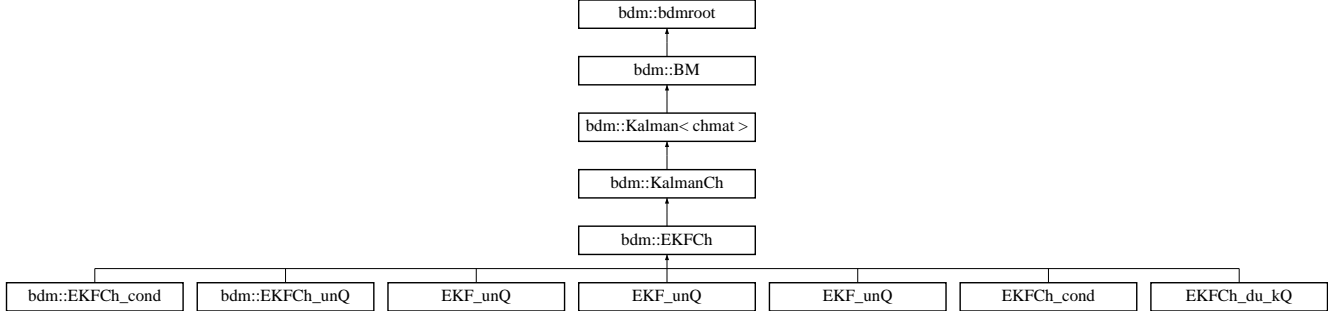 bdm::bdmroot
bdm::BM
bdm::Kalman< chmat >
bdm::KalmanCh
bdm::EKFCh
bdm::EKFCh_cond bdm::EKFCh_unQ EKF_unQ EKF_unQ EKF_unQ EKFCh_cond EKFCh_du_kQ